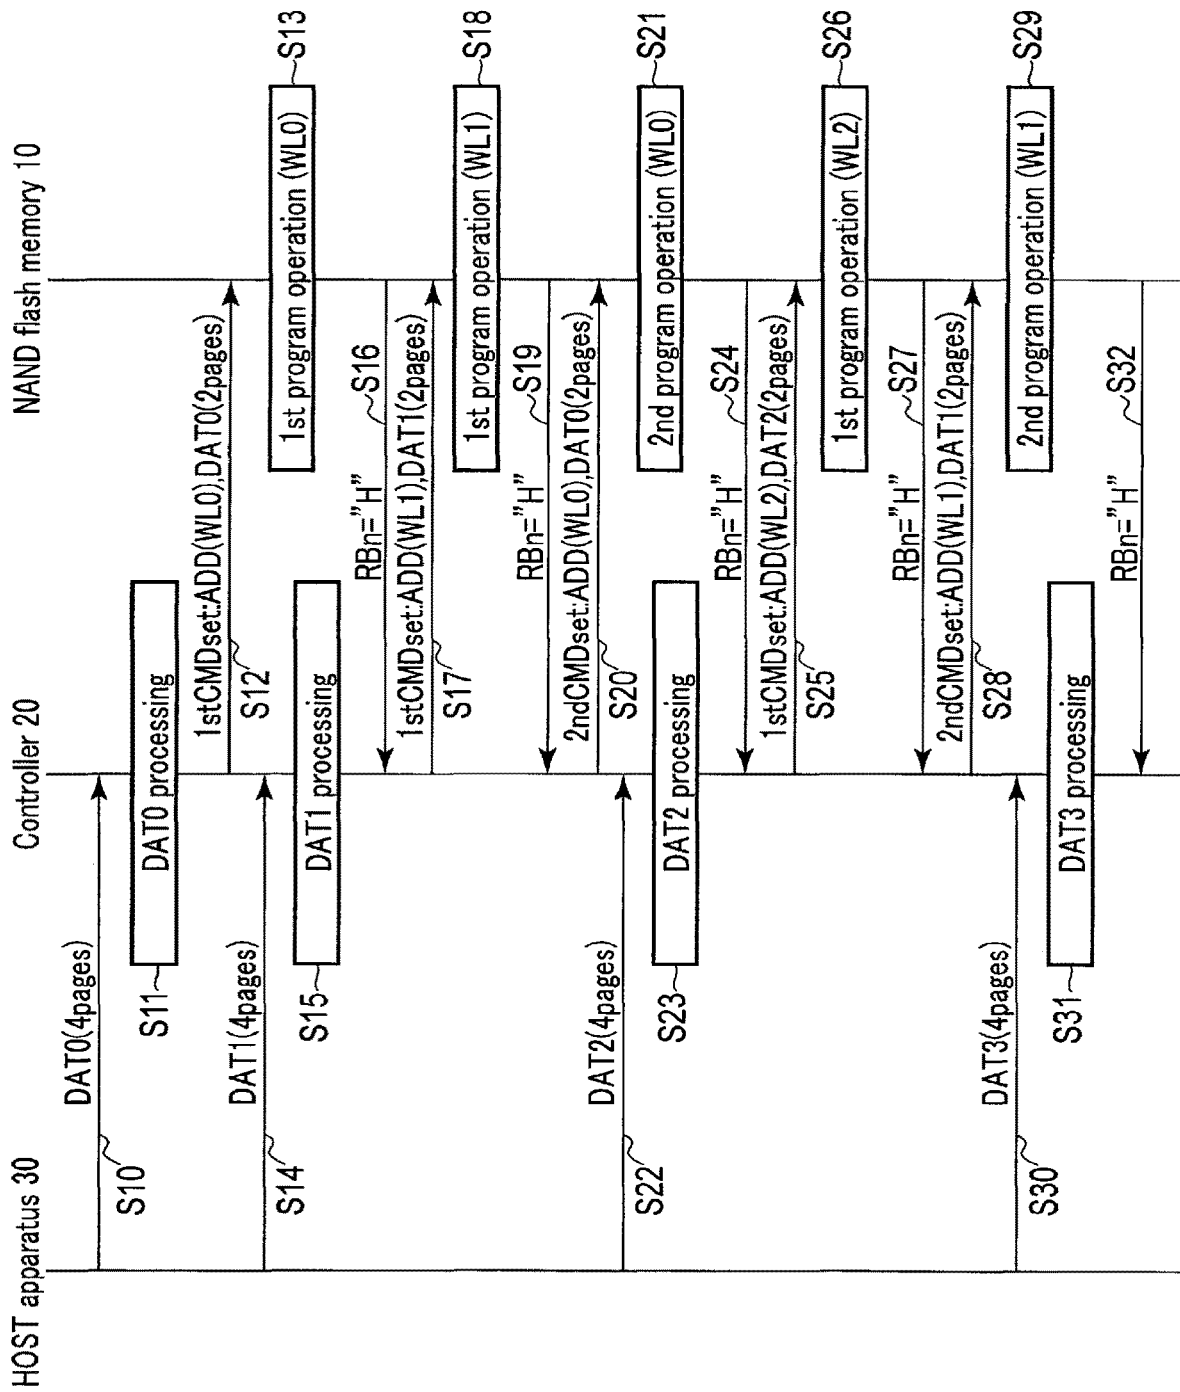 HOST apparatus 30
Controller 20
NAND flash memory 10
DAT0(4pages)
S10
DAT0 processing
S11
1stCMDset:ADD(WL0),DAT0(2pages)
S12
1st program operation (WL0)
S13
DAT1(4pages)
S14
DAT1 processing
S15
RBn="H"
S16
1stCMDset:ADD(WL1),DAT1(2pages)
S17
1st program operation (WL1)
S18
RBn="H"
S19
2ndCMDset:ADD(WL0),DAT0(2pages)
S20
2nd program operation (WL0)
S21
DAT2(4pages)
S22
DAT2 processing
S23
RBn="H"
S24
1stCMDset:ADD(WL2),DAT2(2pages)
S25
1st program operation (WL2)
S26
RBn="H"
S27
2ndCMDset:ADD(WL1),DAT1(2pages)
S28
2nd program operation (WL1)
S29
DAT3(4pages)
S30
DAT3 processing
S31
RBn="H"
S32